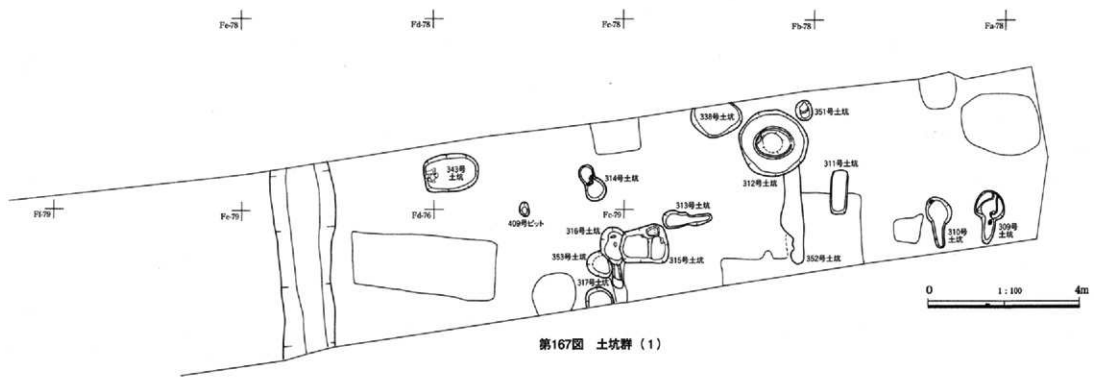 Fe-78
Fd-78
Fc-78
Fb-78
Fa-78
351号土坑
338号土坑
343号
土坑
314号土坑
312号土坑
311号土坑
Ff-79
Fe-79
Fd-76
409号ピット
Fc-79
313号土坑
316号土坑
315号土坑
353号土坑
317号土坑
352号土坑
310号
土坑
309号
土坑
0
1:100
4m
第167図 土坑群(1)